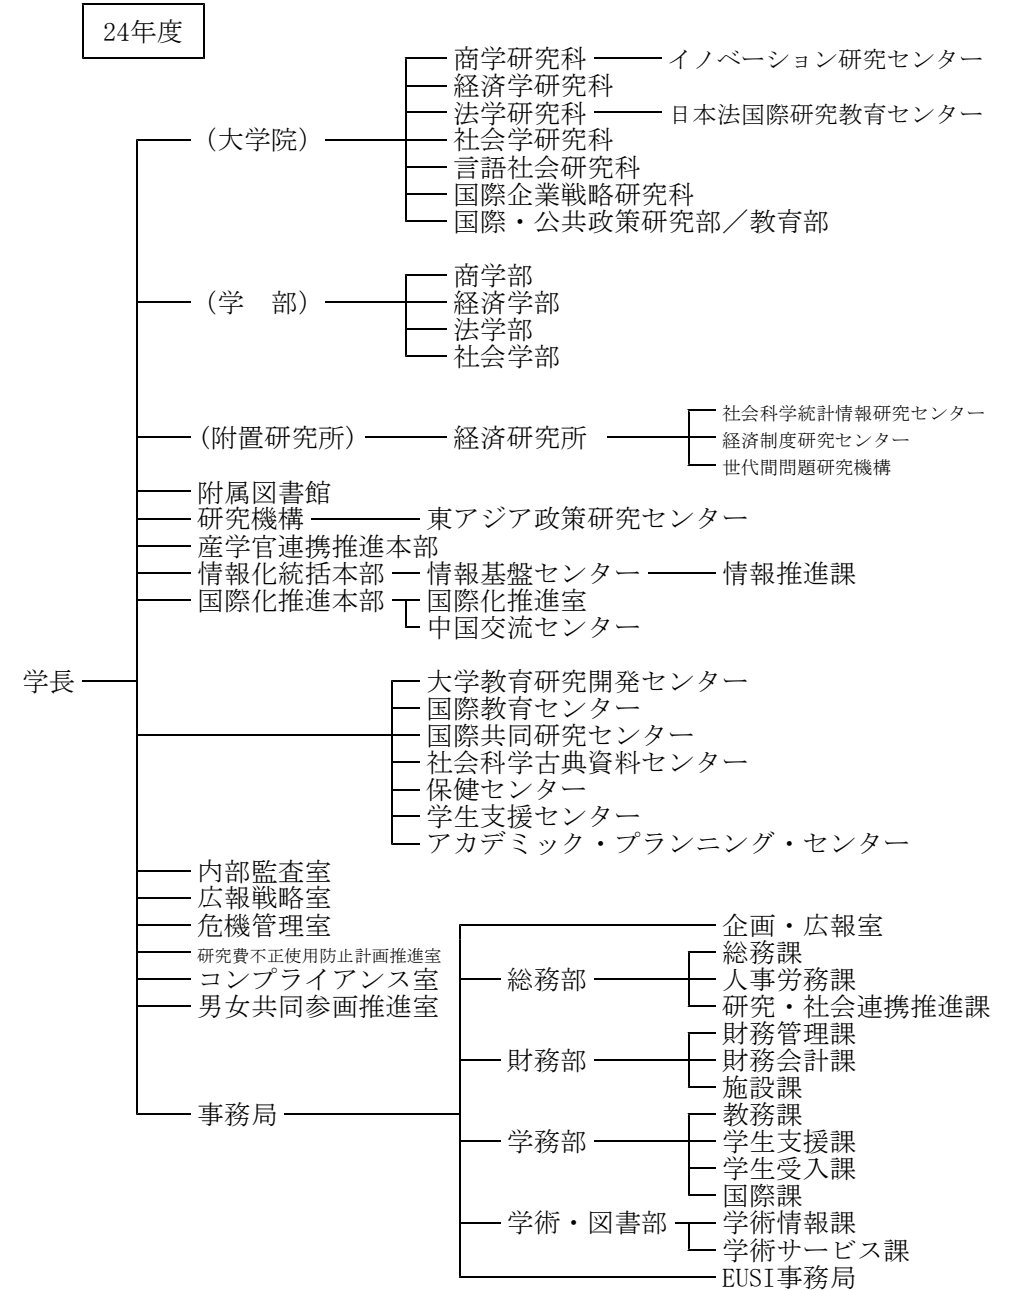 24年度
商学研究科 イノベーション研究センター
経済学研究科
法学研究科 日本法国際研究教育センター
(大学院) 社会学研究科
言語社会研究科
国際企業戦略研究科
国際・公共政策研究部／教育部
商学部
(学　部) 経済学部
法学部
社会学部
社会科学統計情報研究センター
(附置研究所) 経済研究所 経済制度研究センター
世代間問題研究機構
附属図書館
研究機構 東アジア政策研究センター
産学官連携推進本部
情報化統括本部 情報基盤センター 情報推進課
国際化推進本部 国際化推進室
中国交流センター
学長 大学教育研究開発センター
国際教育センター
国際共同研究センター
社会科学古典資料センター
保健センター
学生支援センター
アカデミック・プランニング・センター
内部監査室
広報戦略室
危機管理室 企画・広報室
研究費不正使用防止計画推進室 総務課
コンプライアンス室 総務部 人事労務課
男女共同参画推進室 研究・社会連携推進課
財務管理課
財務部 財務会計課
施設課
事務局 教務課
学務部 学生支援課
学生受入課
国際課
学術・図書部 学術情報課
学術サービス課
EUSI事務局